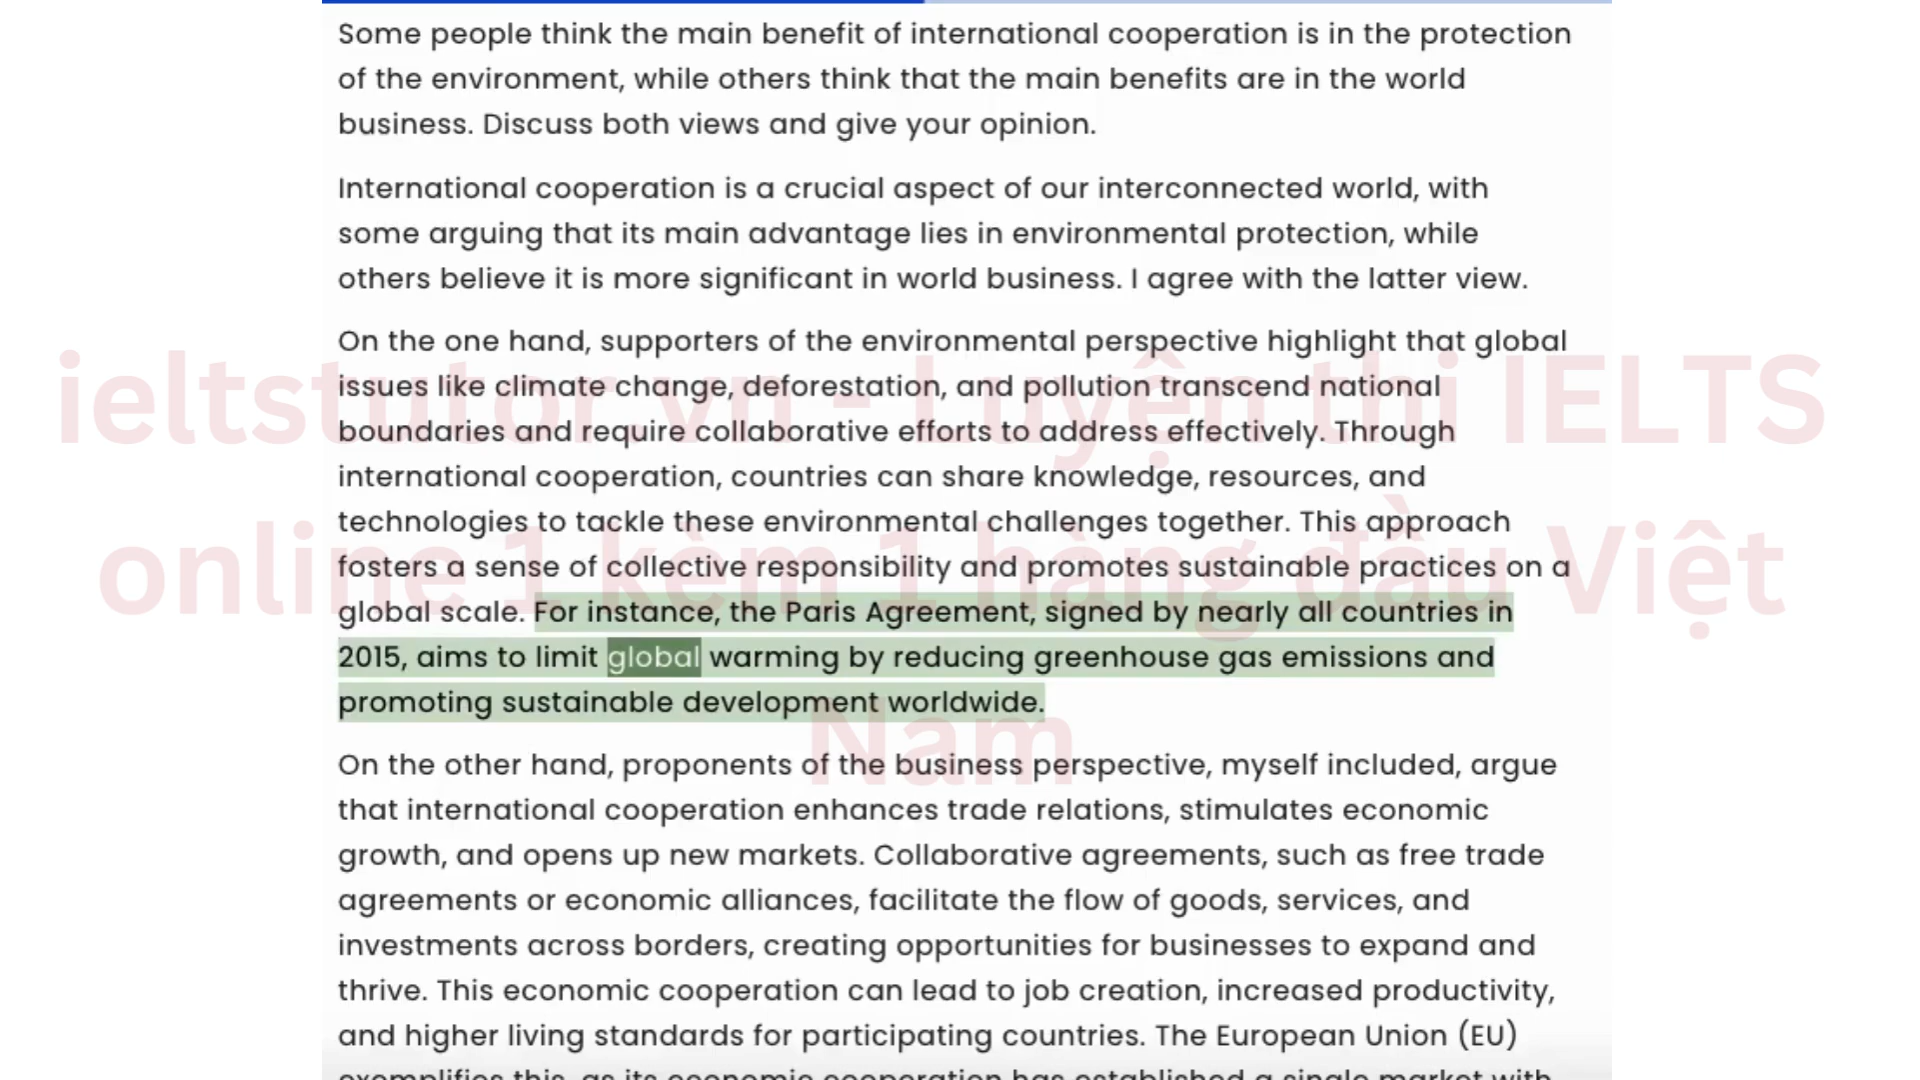 Some people think the main benefit of international cooperation is in the protection
of the environment, while others think that the main benefits are in the world
business. Discuss both views and give your opinion.
International cooperation is a crucial aspect of our interconnected world, with
some arguing that its main advantage lies in environmental protection, while
others believe it is more significant in world business. I agree with the latter view.
On the one hand, supporters of the environmental perspective highlight that global
issues like climate change, deforestation, and pollution transcend national
boundaries and require collaborative efforts to address effectively. Through
international cooperation, countries can share knowledge, resources, and
technologies to tackle these environmental challenges together. This approach
fosters a sense of collective responsibility and promotes sustainable practices on a
global scale. For instance, the Paris Agreement, signed by nearly all countries in
2015, aims to limit global warming by reducing greenhouse gas emissions and
promoting sustainable development worldwide.
On the other hand, proponents of the business perspective, myself included, argue
that international cooperation enhances trade relations, stimulates economic
growth, and opens up new markets. Collaborative agreements, such as free trade
agreements or economic alliances, facilitate the flow of goods, services, and
investments across borders, creating opportunities for businesses to expand and
thrive. This economic cooperation can lead to job creation, increased productivity,
and higher living standards for participating countries. The European Union (EU)
exemplifies this, as its economic cooperation has established a single market with
ieltstutor.vn - Luyện thi IELTS
online 1 kèm 1 hàng đầu Việt
Nam